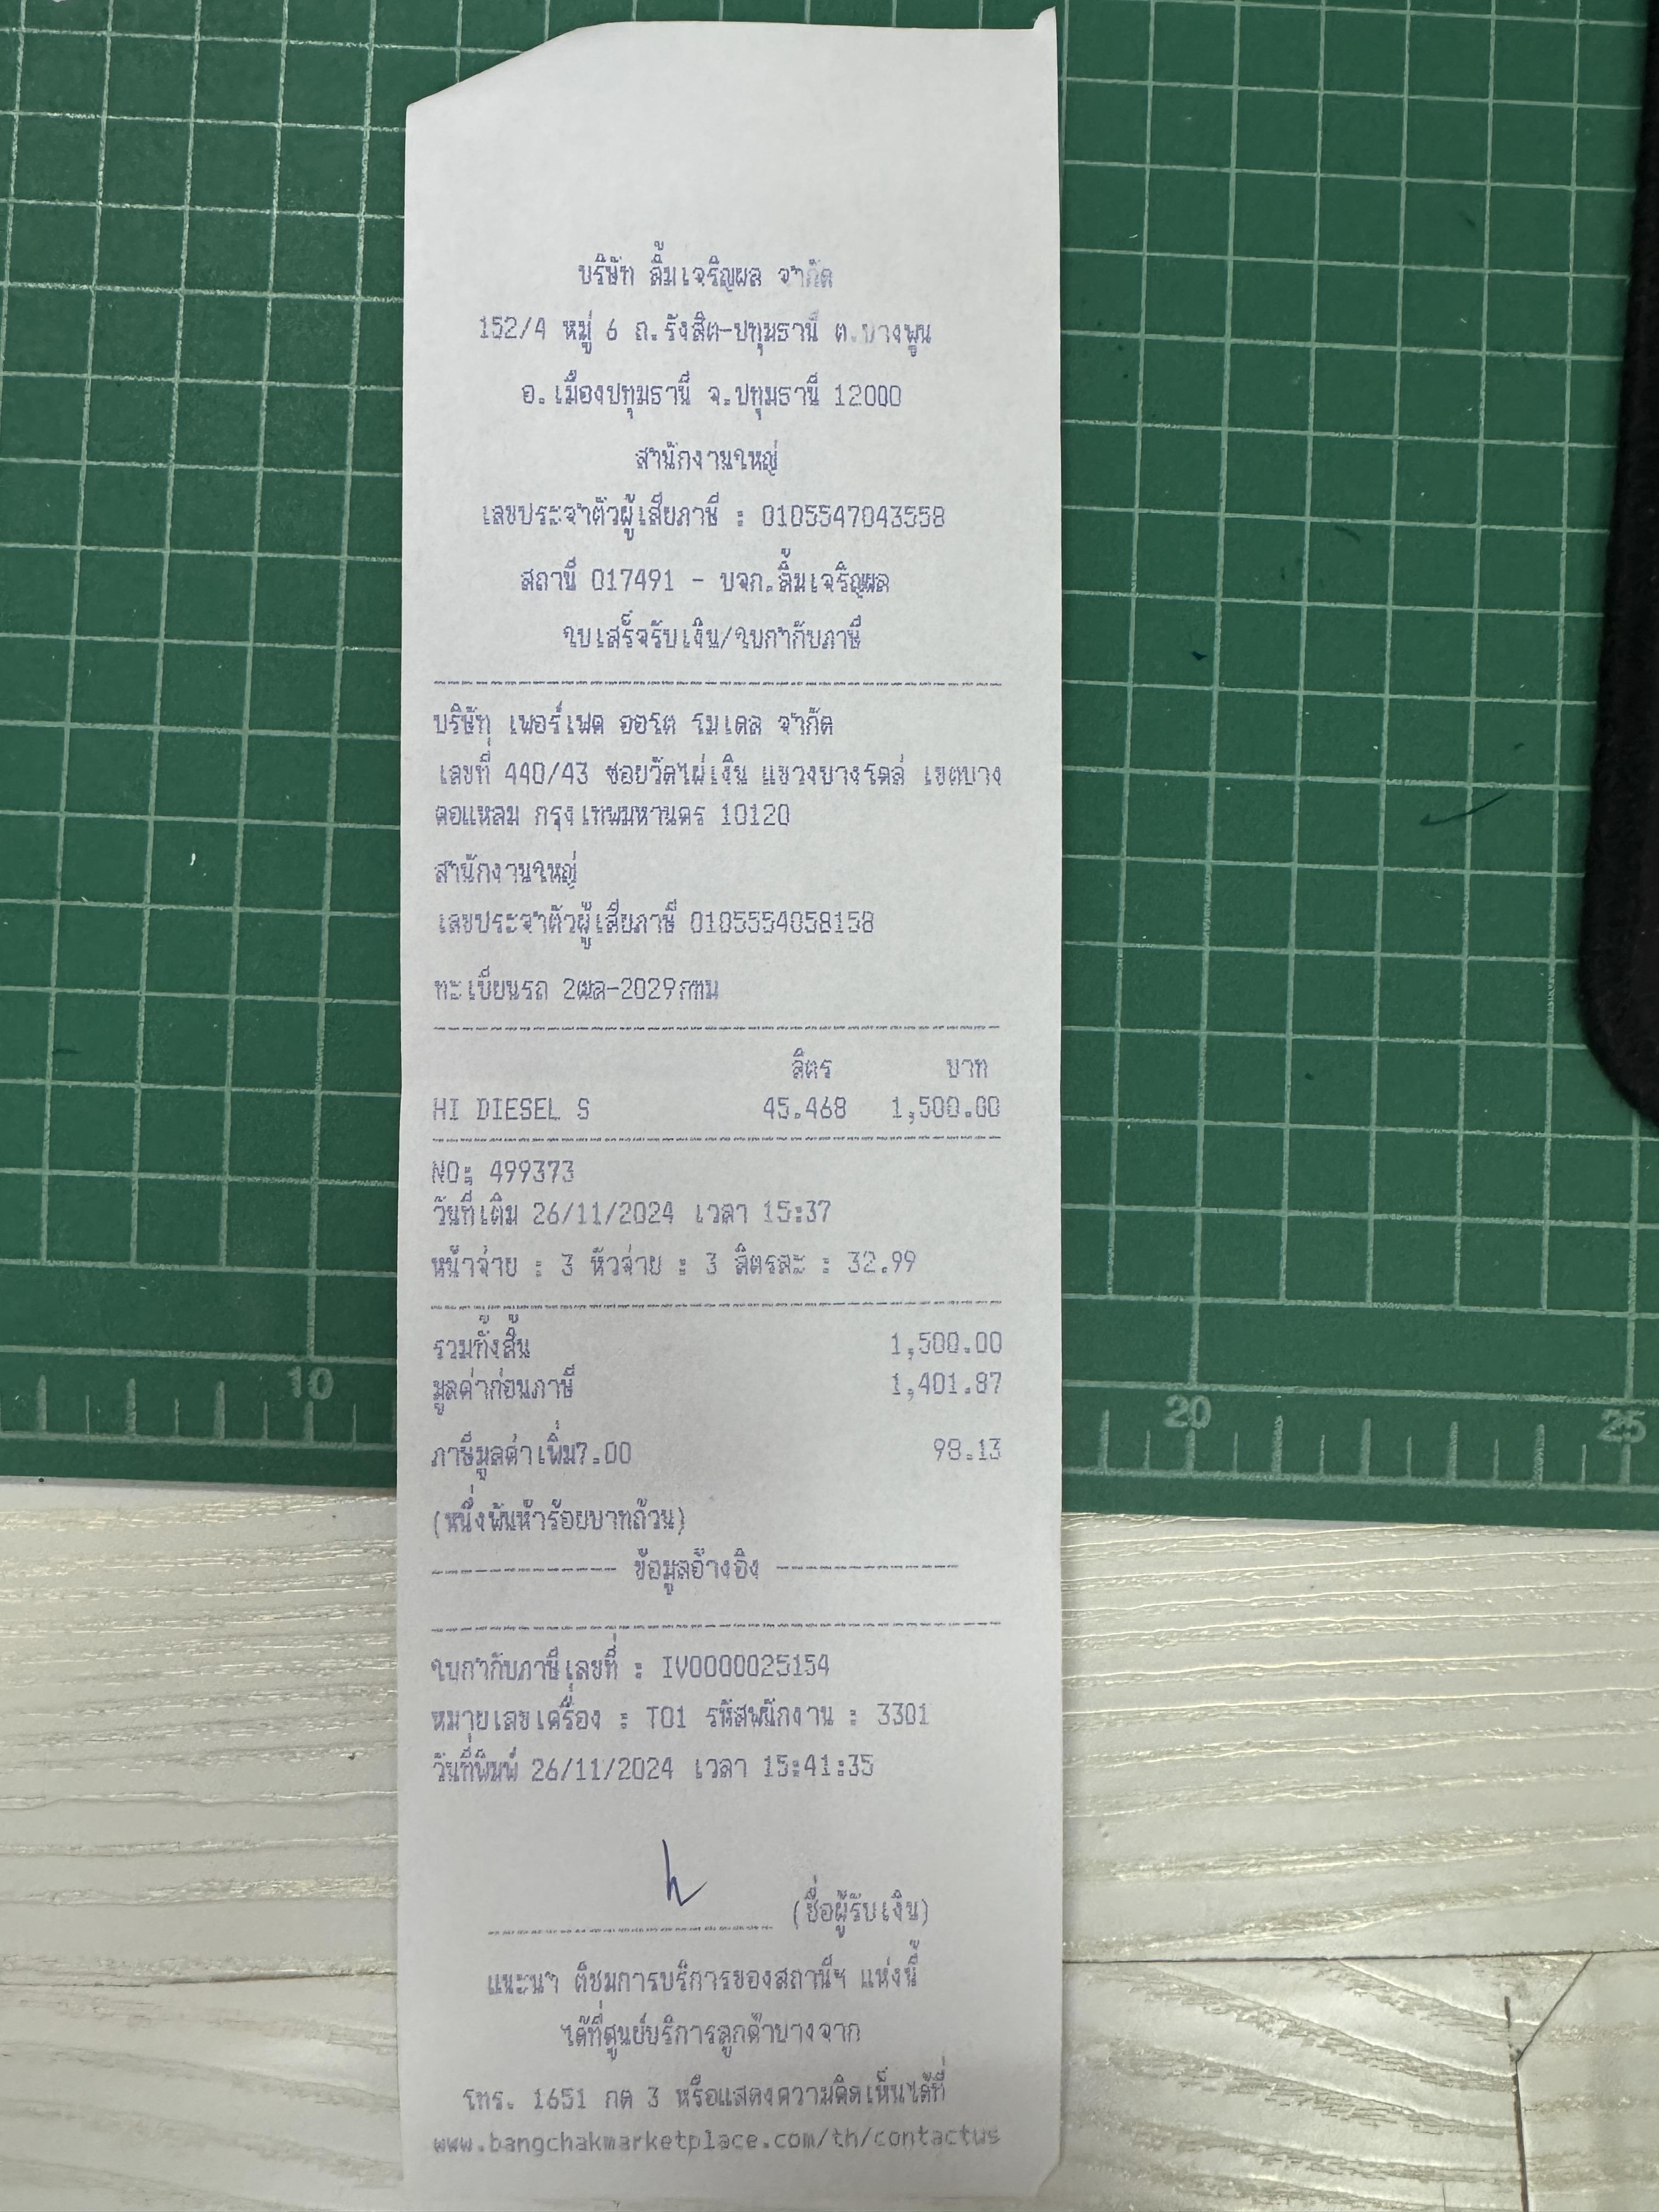 บริษัท ลิ้มเจริญผล จำกัด
152/4 หมู่ 6 ถ.รังสิต-ปทุมธานี ต.บางพูน
อ.เมืองปทุมธานี จ.ปทุมธานี 12000
สำนักงานใหญ่
เลขประจำตัวผู้เสียภาษี : 0105547043558
สถานี 017491 - บจก.ลิ้มเจริญผล
ใบเสร็จรับเงิน/ใบกำกับภาษี
บริษัท เพอร์เฟค ออโต โมเดล จำกัด
เลขที่ 440/43 ซอยวัดไผ่เงิน แขวงบางโคล่ เขตบาง
คอแหลม กรุงเทพมหานคร 10120
สำนักงานใหญ่
เลขประจำตัวผู้เสียภาษี 0105554058158
ทะเบียนรถ 2ผล-2029กทม
ลิตร บาท
HI DIESEL S 45.468 1,500.00
NO: 499373
วันที่เติม 26/11/2024 เวลา 15:37
หน้าจ่าย : 3 หัวจ่าย : 3 ลิตรละ : 32.99
รวมทั้งสิ้น 1,500.00
มูลค่าก่อนภาษี 1,401.87
ภาษีมูลค่าเพิ่ม7.00 98.13
(หนึ่งพันห้าร้อยบาทถ้วน)
------------- ข้อมูลอ้างอิง -------------
ใบกำกับภาษีเลขที่ : IV0000025154
หมายเลขเครื่อง : T01 รหัสพนักงาน : 3301
วันที่พิมพ์ 26/11/2024 เวลา 15:41:35
(ชื่อผู้รับเงิน)
แนะนำ ติชมการบริการของสถานีฯ แห่งนี้
ได้ที่ศูนย์บริการลูกค้าบางจาก
โทร. 1651 กด 3 หรือแสดงความคิดเห็นได้ที่
www.bangchakmarketplace.com/th/contactus
10
20
25